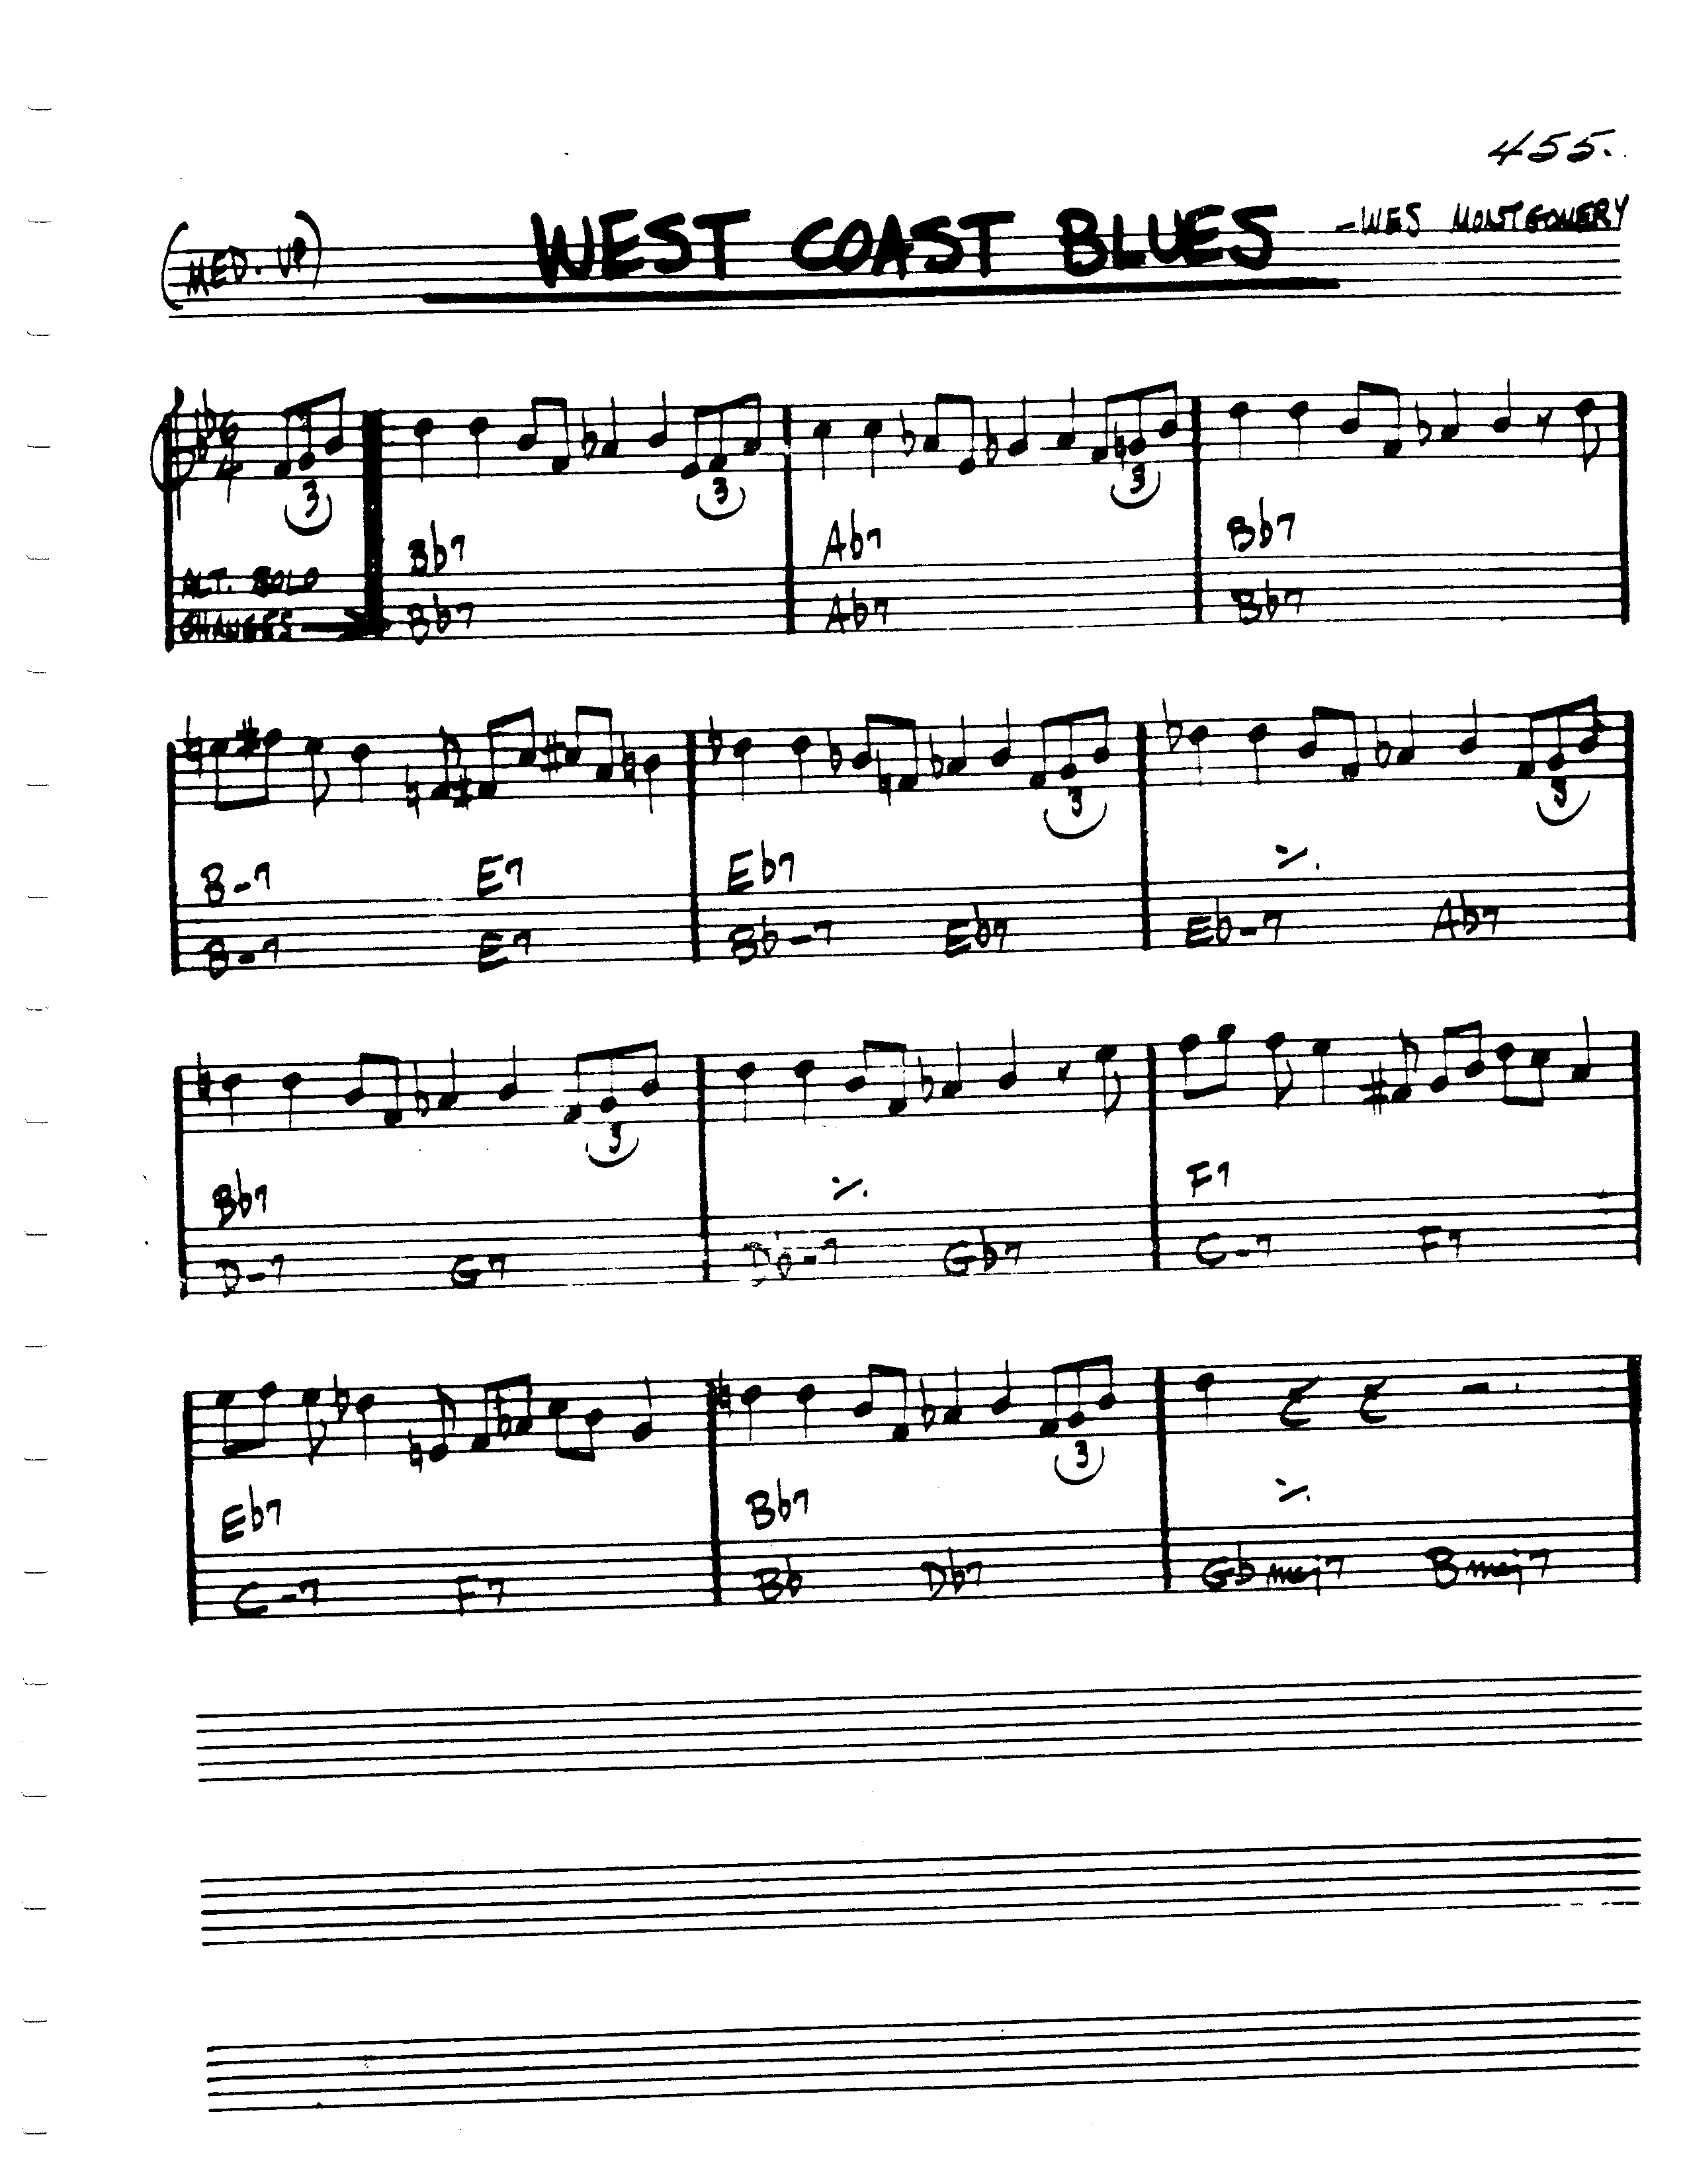 455.
(MED. UP) WEST COAST BLUES -WES MONTGOMERY
6
4
3 3 3
Bb7 Ab7 Bb7
ALT. SOLO
CHANGES Bb7 Ab7 Bb7
3 3
B-7 E7 Eb7 ٪
B-7 E7 Bb-7 Eb7 Eb-7 Ab7
3
Bb7 ٪ F7
D-7 G7 Db-7 Gb7 C-7 F7
3
Eb7 Bb7 ٪
C-7 F7 Bb Db7 Gbmaj7 Bmaj7